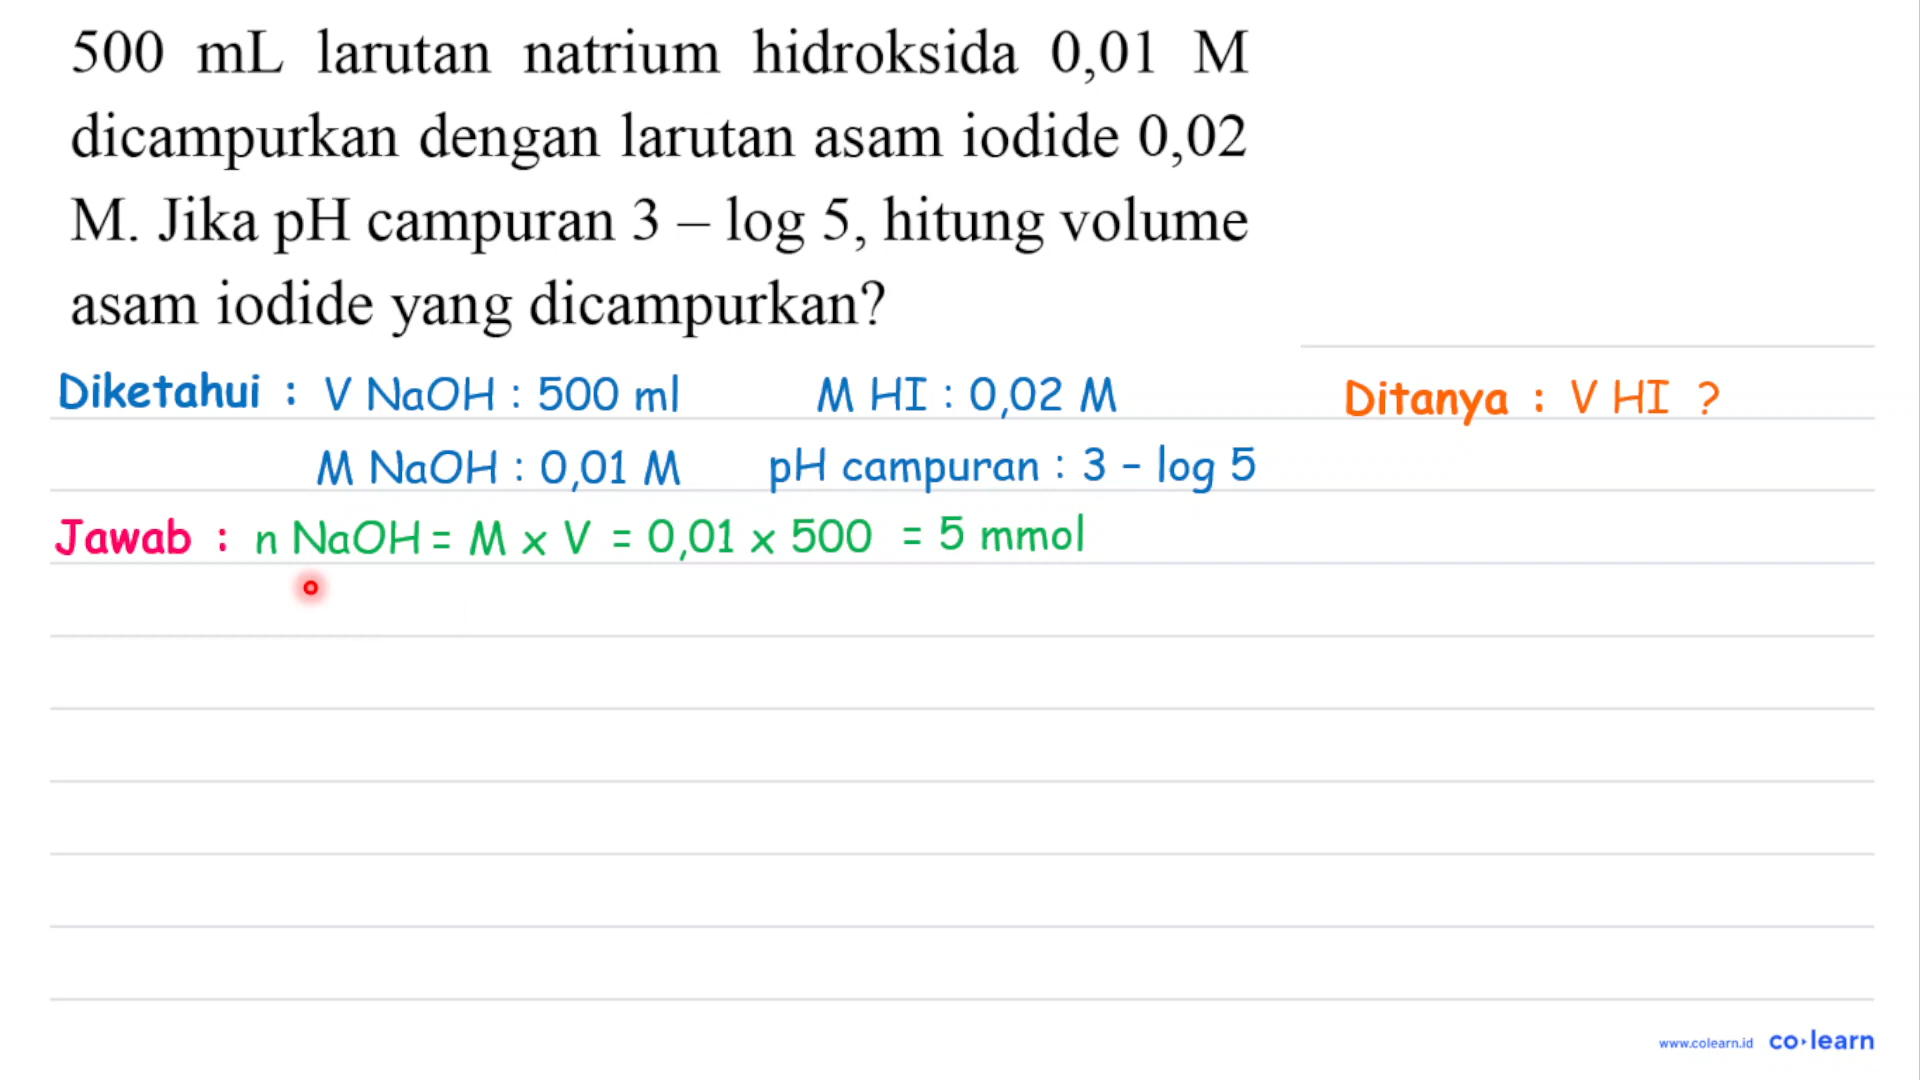 500 mL larutan natrium hidroksida 0,01 M
dicampurkan dengan larutan asam iodide 0,02
M. Jika pH campuran 3 – log 5, hitung volume
asam iodide yang dicampurkan?
Diketahui : V NaOH : 500 ml M HI : 0,02 M Ditanya : V HI ?
M NaOH : 0,01 M pH campuran : 3 – log 5
Jawab : n NaOH = M x V = 0,01 x 500 = 5 mmol
www.colearn.id co·learn